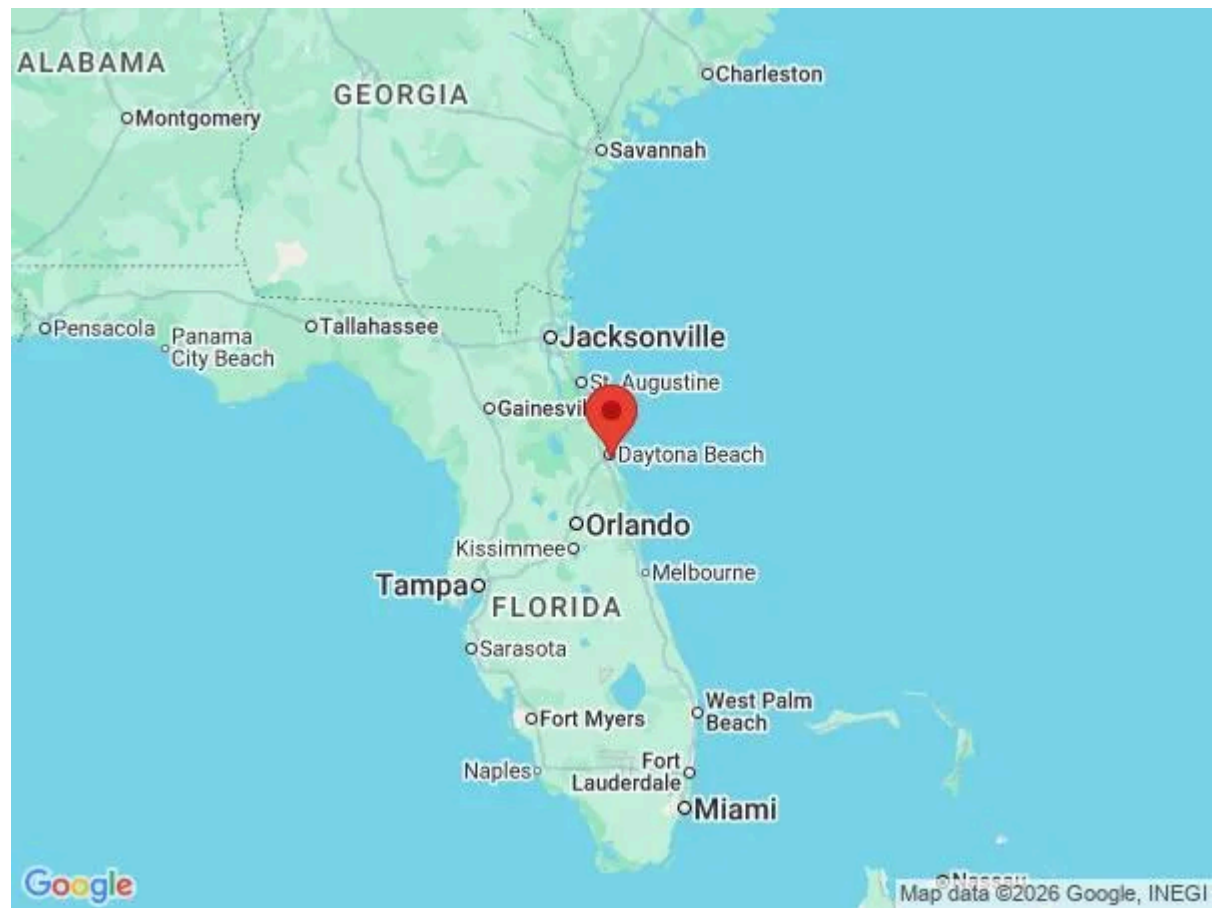 ALABAMA
Charleston
GEORGIA
Montgomery
Savannah
Pensacola
Panama
City Beach
Tallahassee
Jacksonville
St. Augustine
Daytona Beach
Orlando
Kissimmee
Melbourne
Tampa
FLORIDA
Sarasota
West Palm
Beach
Fort Myers
Fort
Lauderdale
Naples
Miami
Google
Map data ©2026 Google, INEGI